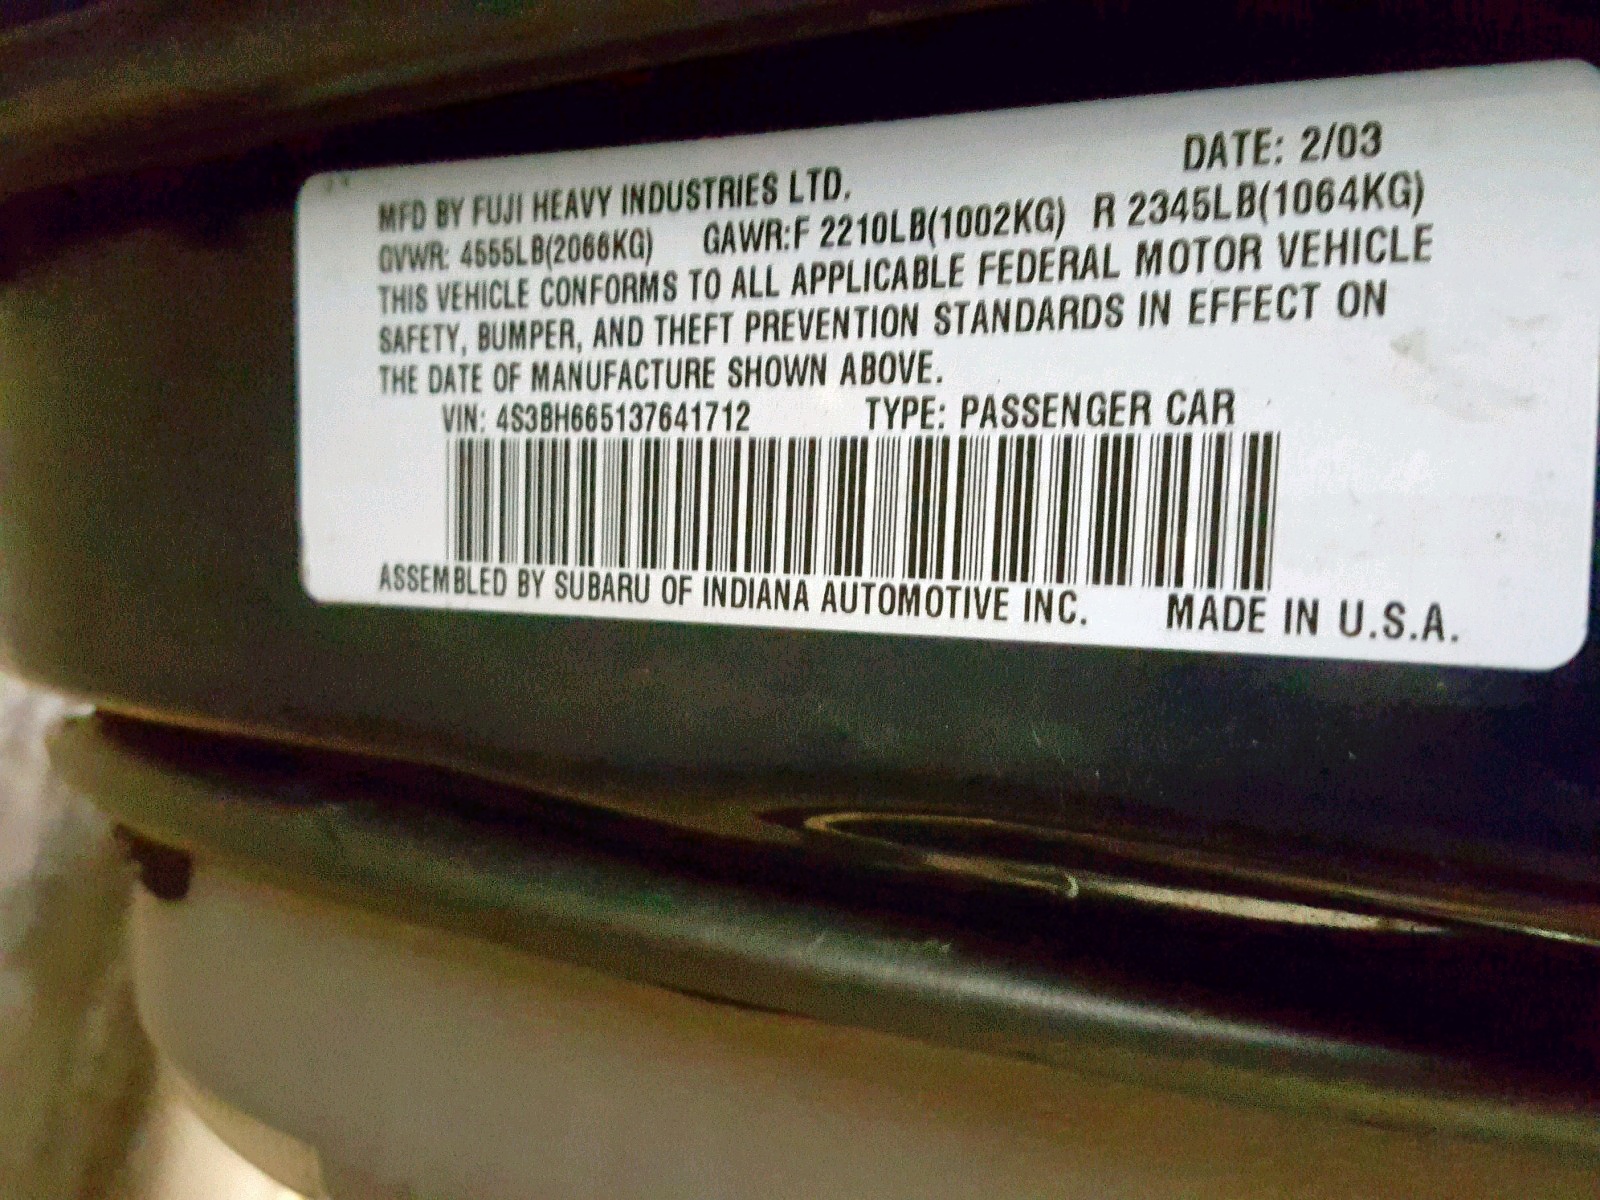 DATE: 2/03
MFD BY FUJI HEAVY INDUSTRIES LTD.
GVWR: 4555LB(2066KG) GAWR:F 2210LB(1002KG) R 2345LB(1064KG)
THIS VEHICLE CONFORMS TO ALL APPLICABLE FEDERAL MOTOR VEHICLE
SAFETY, BUMPER, AND THEFT PREVENTION STANDARDS IN EFFECT ON
THE DATE OF MANUFACTURE SHOWN ABOVE.
VIN: 4S3BH665137641712 TYPE: PASSENGER CAR
ASSEMBLED BY SUBARU OF INDIANA AUTOMOTIVE INC. MADE IN U.S.A.